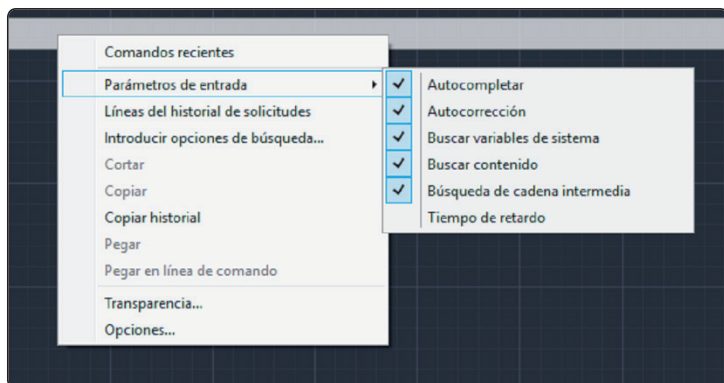 Comandos recientes
Parámetros de entrada
Líneas del historial de solicitudes
Introducir opciones de búsqueda...
Cortar
Copiar
Copiar historial
Pegar
Pegar en línea de comando
Transparencia...
Opciones...
Autocompletar
Autocorrección
Buscar variables de sistema
Buscar contenido
Búsqueda de cadena intermedia
Tiempo de retardo